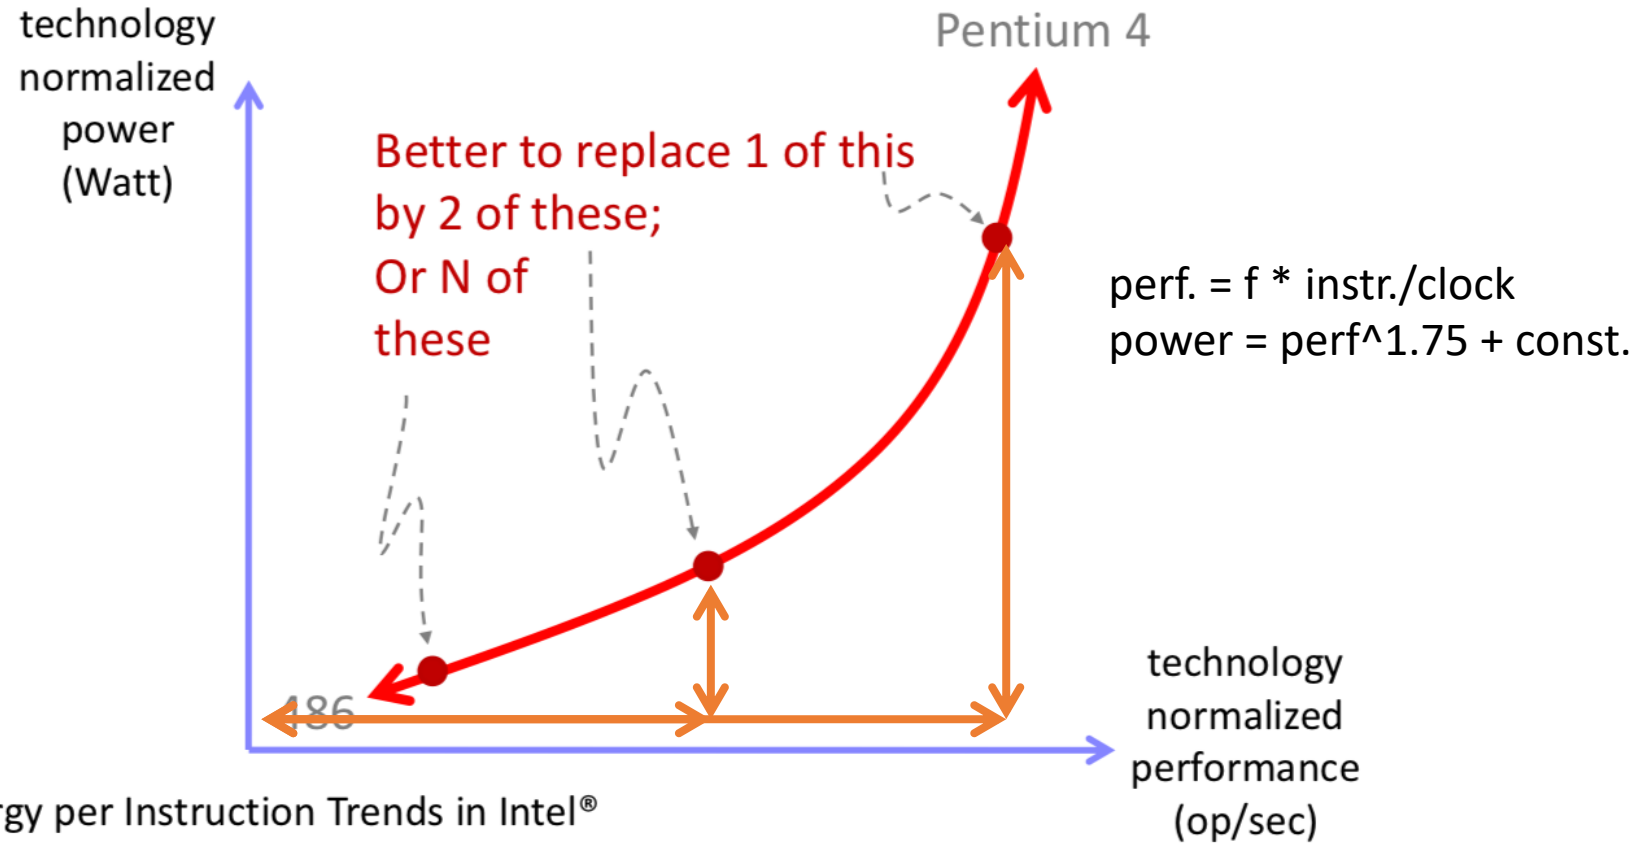 technology
normalized
power
(Watt)
Pentium 4
Better to replace 1 of this
by 2 of these;
Or N of
these
perf. = f * instr./clock
power = perf^1.75 + const.
486
technology
normalized
performance
(op/sec)
per Instruction Trends in Intel®